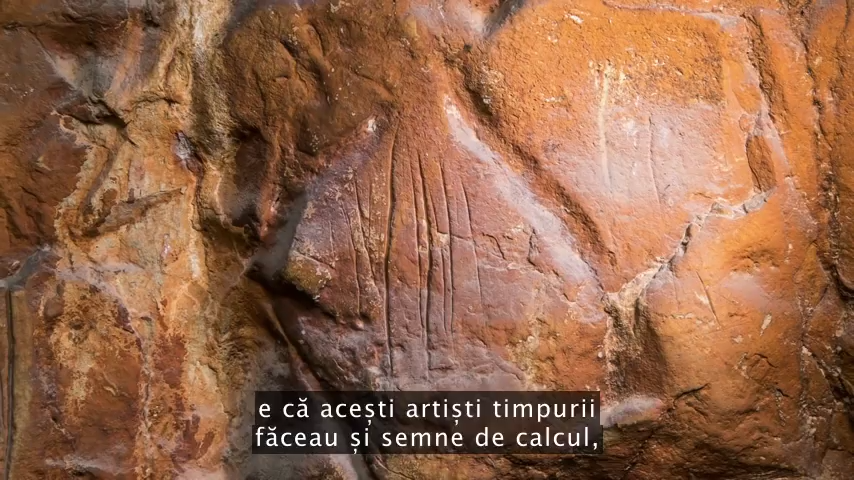 e că acești artiști timpurii
făceau și semne de calcul,